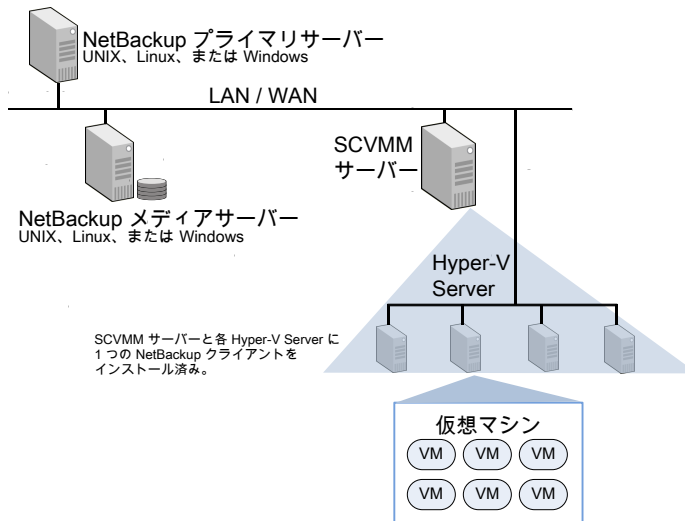 NetBackup プライマリサーバー
UNIX、Linux、または Windows
LAN / WAN
SCVMM
サーバー
NetBackup メディアサーバー
UNIX、Linux、または Windows
Hyper-V
Server
SCVMM サーバーと各 Hyper-V Server に
1 つの NetBackup クライアントを
インストール済み。
仮想マシン
VM VM VM
VM VM VM